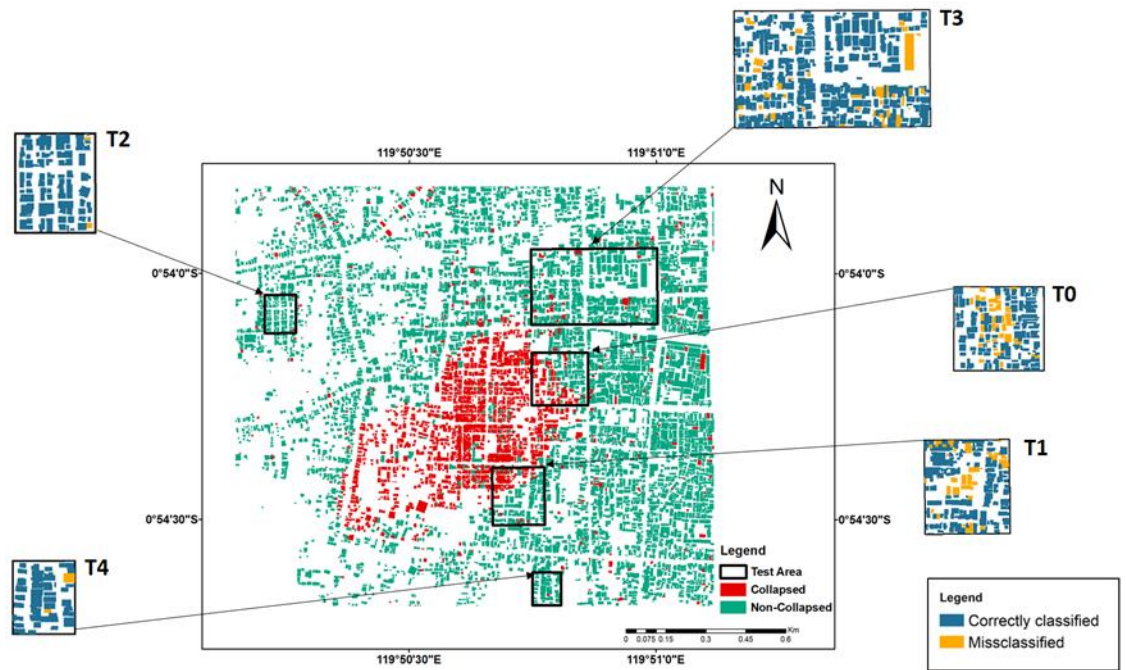 T3
T2
119°50'30"E
119°51'0"E
N
0°54'0"S
0°54'0"S
T0
T1
0°54'30"S
0°54'30"S
Legend
Test Area
Collapsed
Non-Collapsed
T4
Km
0 0.075 0.15 0.3 0.45 0.6
119°50'30"E
119°51'0"E
Legend
Correctly classified
Missclassified